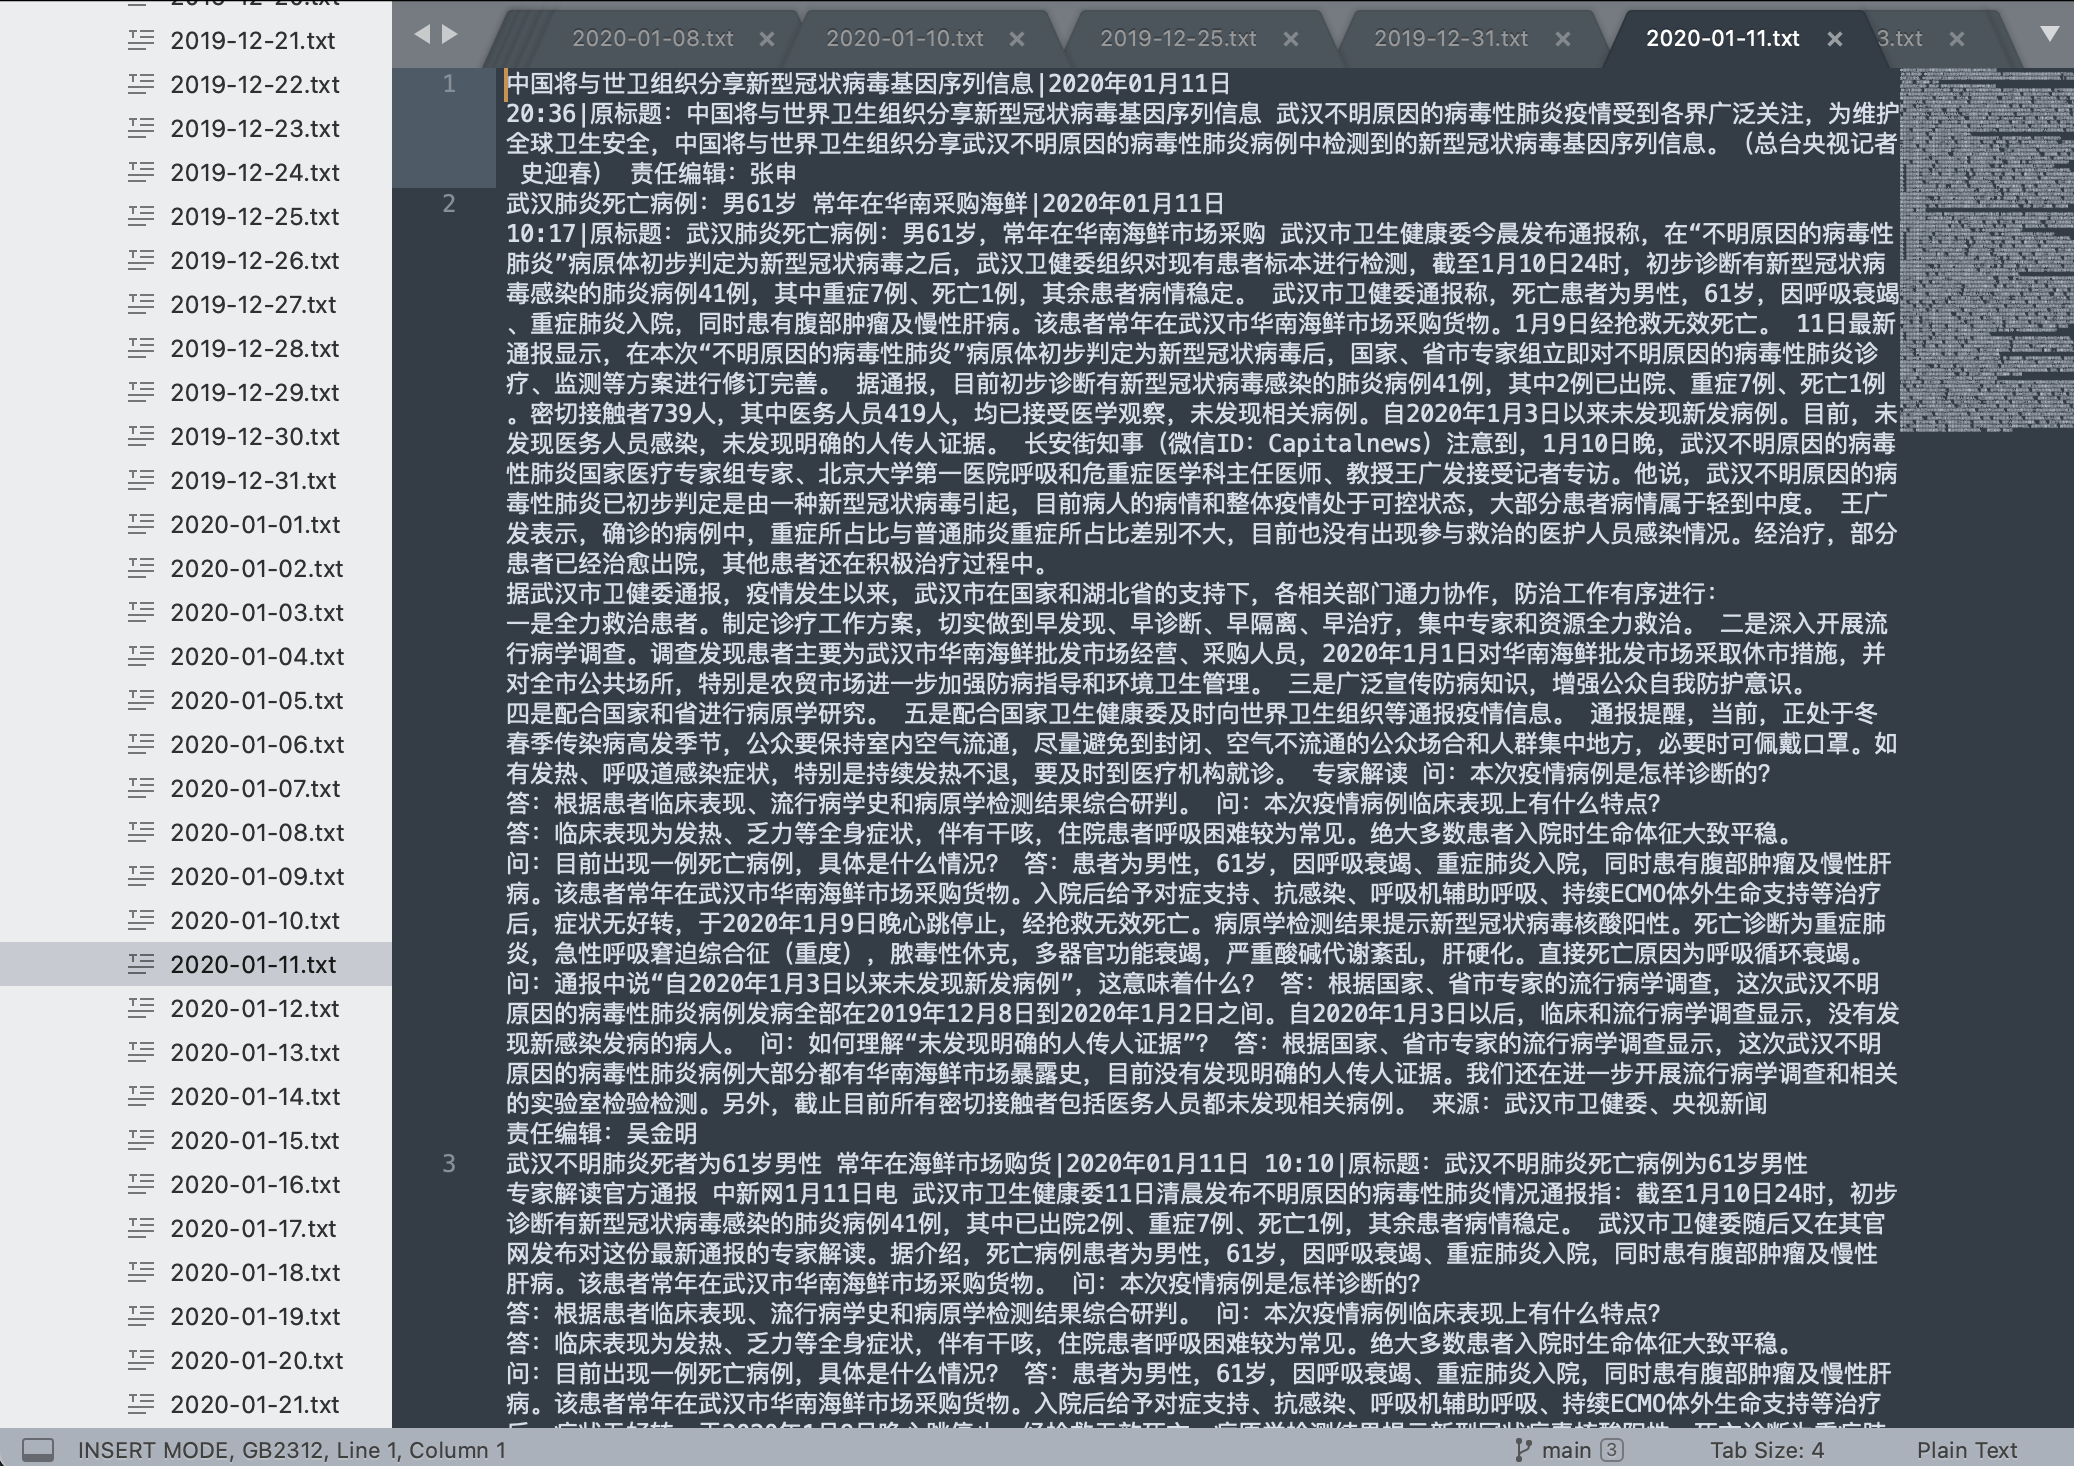 2019-12-21.txt
2019-12-22.txt
2019-12-23.txt
2019-12-24.txt
2019-12-25.txt
2019-12-26.txt
2019-12-27.txt
2019-12-28.txt
2019-12-29.txt
2019-12-30.txt
2019-12-31.txt
2020-01-01.txt
2020-01-02.txt
2020-01-03.txt
2020-01-04.txt
2020-01-05.txt
2020-01-06.txt
2020-01-07.txt
2020-01-08.txt
2020-01-09.txt
2020-01-10.txt
2020-01-11.txt
2020-01-12.txt
2020-01-13.txt
2020-01-14.txt
2020-01-15.txt
2020-01-16.txt
2020-01-17.txt
2020-01-18.txt
2020-01-19.txt
2020-01-20.txt
2020-01-21.txt
2020-01-08.txt 2020-01-10.txt 2019-12-25.txt 2019-12-31.txt 2020-01-11.txt 3.txt
1 中国将与世卫组织分享新型冠状病毒基因序列信息|2020年01月11日
20:36|原标题：中国将与世界卫生组织分享新型冠状病毒基因序列信息 武汉不明原因的病毒性肺炎疫情受到各界广泛关注，为维护
全球卫生安全，中国将与世界卫生组织分享武汉不明原因的病毒性肺炎病例中检测到的新型冠状病毒基因序列信息。（总台央视记者
史迎春） 责任编辑：张申
2 武汉肺炎死亡病例：男61岁 常年在华南采购海鲜|2020年01月11日
10:17|原标题：武汉肺炎死亡病例：男61岁，常年在华南海鲜市场采购 武汉市卫生健康委今晨发布通报称，在“不明原因的病毒性
肺炎”病原体初步判定为新型冠状病毒之后，武汉卫健委组织对现有患者标本进行检测，截至1月10日24时，初步诊断有新型冠状病
毒感染的肺炎病例41例，其中重症7例、死亡1例，其余患者病情稳定。 武汉市卫健委通报称，死亡患者为男性，61岁，因呼吸衰竭
、重症肺炎入院，同时患有腹部肿瘤及慢性肝病。该患者常年在武汉市华南海鲜市场采购货物。1月9日经抢救无效死亡。 11日最新
通报显示，在本次“不明原因的病毒性肺炎”病原体初步判定为新型冠状病毒后，国家、省市专家组立即对不明原因的病毒性肺炎诊
疗、监测等方案进行修订完善。 据通报，目前初步诊断有新型冠状病毒感染的肺炎病例41例，其中2例已出院、重症7例、死亡1例
。密切接触者739人，其中医务人员419人，均已接受医学观察，未发现相关病例。自2020年1月3日以来未发现新发病例。目前，未
发现医务人员感染，未发现明确的人传人证据。 长安街知事（微信ID：Capitalnews）注意到，1月10日晚，武汉不明原因的病毒
性肺炎国家医疗专家组专家、北京大学第一医院呼吸和危重症医学科主任医师、教授王广发接受记者专访。他说，武汉不明原因的病
毒性肺炎已初步判定是由一种新型冠状病毒引起，目前病人的病情和整体疫情处于可控状态，大部分患者病情属于轻到中度。 王广
发表示，确诊的病例中，重症所占比与普通肺炎重症所占比差别不大，目前也没有出现参与救治的医护人员感染情况。经治疗，部分
患者已经治愈出院，其他患者还在积极治疗过程中。
据武汉市卫健委通报，疫情发生以来，武汉市在国家和湖北省的支持下，各相关部门通力协作，防治工作有序进行：
一是全力救治患者。制定诊疗工作方案，切实做到早发现、早诊断、早隔离、早治疗，集中专家和资源全力救治。 二是深入开展流
行病学调查。调查发现患者主要为武汉市华南海鲜批发市场经营、采购人员，2020年1月1日对华南海鲜批发市场采取休市措施，并
对全市公共场所，特别是农贸市场进一步加强防病指导和环境卫生管理。 三是广泛宣传防病知识，增强公众自我防护意识。
四是配合国家和省进行病原学研究。 五是配合国家卫生健康委及时向世界卫生组织等通报疫情信息。 通报提醒，当前，正处于冬
春季传染病高发季节，公众要保持室内空气流通，尽量避免到封闭、空气不流通的公众场合和人群集中地方，必要时可佩戴口罩。如
有发热、呼吸道感染症状，特别是持续发热不退，要及时到医疗机构就诊。 专家解读 问：本次疫情病例是怎样诊断的？
答：根据患者临床表现、流行病学史和病原学检测结果综合研判。 问：本次疫情病例临床表现上有什么特点？
答：临床表现为发热、乏力等全身症状，伴有干咳，住院患者呼吸困难较为常见。绝大多数患者入院时生命体征大致平稳。
问：目前出现一例死亡病例，具体是什么情况？ 答：患者为男性，61岁，因呼吸衰竭、重症肺炎入院，同时患有腹部肿瘤及慢性肝
病。该患者常年在武汉市华南海鲜市场采购货物。入院后给予对症支持、抗感染、呼吸机辅助呼吸、持续ECMO体外生命支持等治疗
后，症状无好转，于2020年1月9日晚心跳停止，经抢救无效死亡。病原学检测结果提示新型冠状病毒核酸阳性。死亡诊断为重症肺
炎，急性呼吸窘迫综合征（重度），脓毒性休克，多器官功能衰竭，严重酸碱代谢紊乱，肝硬化。直接死亡原因为呼吸循环衰竭。
问：通报中说“自2020年1月3日以来未发现新发病例”，这意味着什么？ 答：根据国家、省市专家的流行病学调查，这次武汉不明
原因的病毒性肺炎病例发病全部在2019年12月8日到2020年1月2日之间。自2020年1月3日以后，临床和流行病学调查显示，没有发
现新感染发病的病人。 问：如何理解“未发现明确的人传人证据”？ 答：根据国家、省市专家的流行病学调查显示，这次武汉不明
原因的病毒性肺炎病例大部分都有华南海鲜市场暴露史，目前没有发现明确的人传人证据。我们还在进一步开展流行病学调查和相关
的实验室检验检测。另外，截止目前所有密切接触者包括医务人员都未发现相关病例。 来源：武汉市卫健委、央视新闻
责任编辑：吴金明
3 武汉不明肺炎死者为61岁男性 常年在海鲜市场购货|2020年01月11日 10:10|原标题：武汉不明肺炎死亡病例为61岁男性
专家解读官方通报 中新网1月11日电 武汉市卫生健康委11日清晨发布不明原因的病毒性肺炎情况通报指：截至1月10日24时，初步
诊断有新型冠状病毒感染的肺炎病例41例，其中已出院2例、重症7例、死亡1例，其余患者病情稳定。 武汉市卫健委随后又在其官
网发布对这份最新通报的专家解读。据介绍，死亡病例患者为男性，61岁，因呼吸衰竭、重症肺炎入院，同时患有腹部肿瘤及慢性
肝病。该患者常年在武汉市华南海鲜市场采购货物。 问：本次疫情病例是怎样诊断的？
答：根据患者临床表现、流行病学史和病原学检测结果综合研判。 问：本次疫情病例临床表现上有什么特点？
答：临床表现为发热、乏力等全身症状，伴有干咳，住院患者呼吸困难较为常见。绝大多数患者入院时生命体征大致平稳。
问：目前出现一例死亡病例，具体是什么情况？ 答：患者为男性，61岁，因呼吸衰竭、重症肺炎入院，同时患有腹部肿瘤及慢性肝
病。该患者常年在武汉市华南海鲜市场采购货物。入院后给予对症支持、抗感染、呼吸机辅助呼吸、持续ECMO体外生命支持等治疗
INSERT MODE, GB2312, Line 1, Column 1 main 3 Tab Size: 4 Plain Text